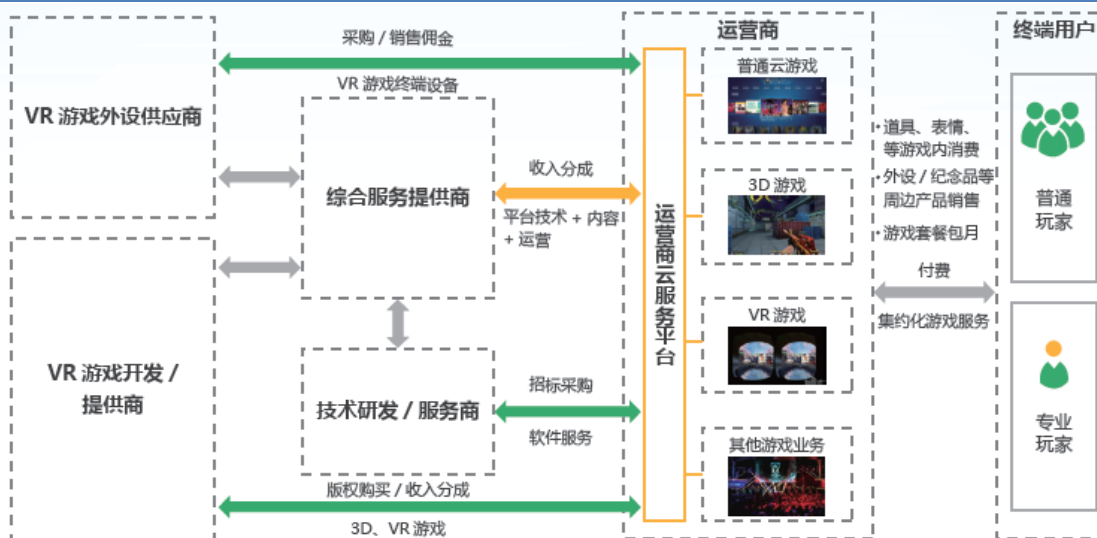 VR 游戏外设供应商
VR 游戏开发 /
提供商
采购 / 销售佣金
VR 游戏终端设备
综合服务提供商
收入分成
平台技术 + 内容
+ 运营
技术研发 / 服务商
招标采购
软件服务
版权购买 / 收入分成
3D、VR 游戏
运营商
运营商云服务平台
普通云游戏
3D 游戏
VR 游戏
其他游戏业务
·道具、表情、
等游戏内消费
·外设 / 纪念品等
周边产品销售
·游戏套餐包月
付费
集约化游戏服务
终端用户
普通
玩家
专业
玩家